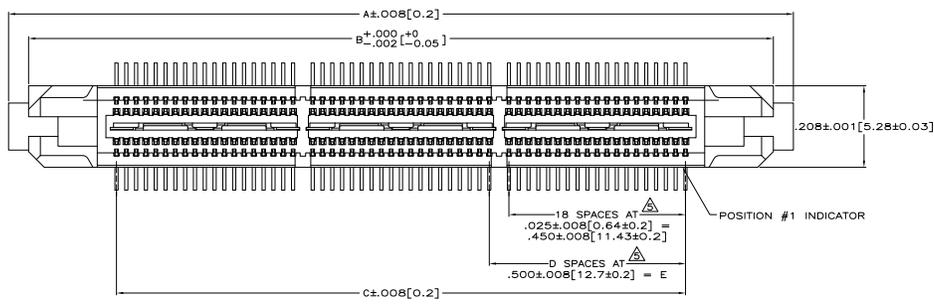 A±.008[0.2]
B+.000 -.002[+0 -0.05]
.208±.001[5.28±0.03]
18 SPACES AT 5
.025±.008[0.64±0.2] =
.450±.008[11.43±0.2]
POSITION #1 INDICATOR
D SPACES AT 5
.500±.008[12.7±0.2] = E
C±.008[0.2]